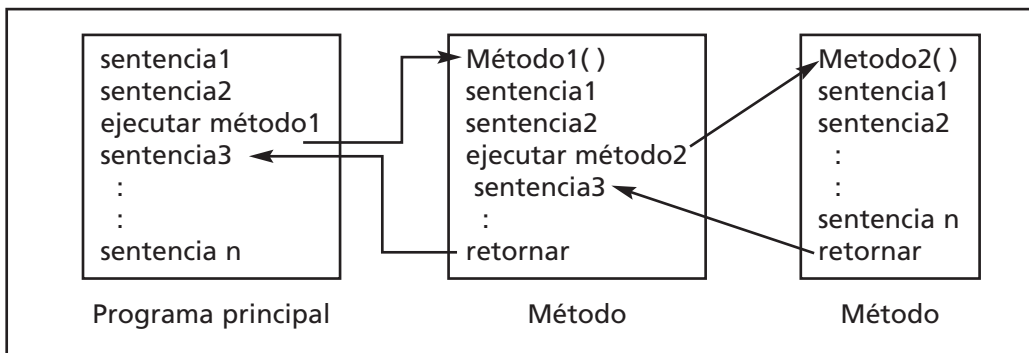 sentencia1
sentencia2
ejecutar método1
sentencia3
:
:
sentencia n
Programa principal
Método1( )
sentencia1
sentencia2
ejecutar método2
sentencia3
:
retornar
Método
Metodo2( )
sentencia1
sentencia2
:
:
sentencia n
retornar
Método